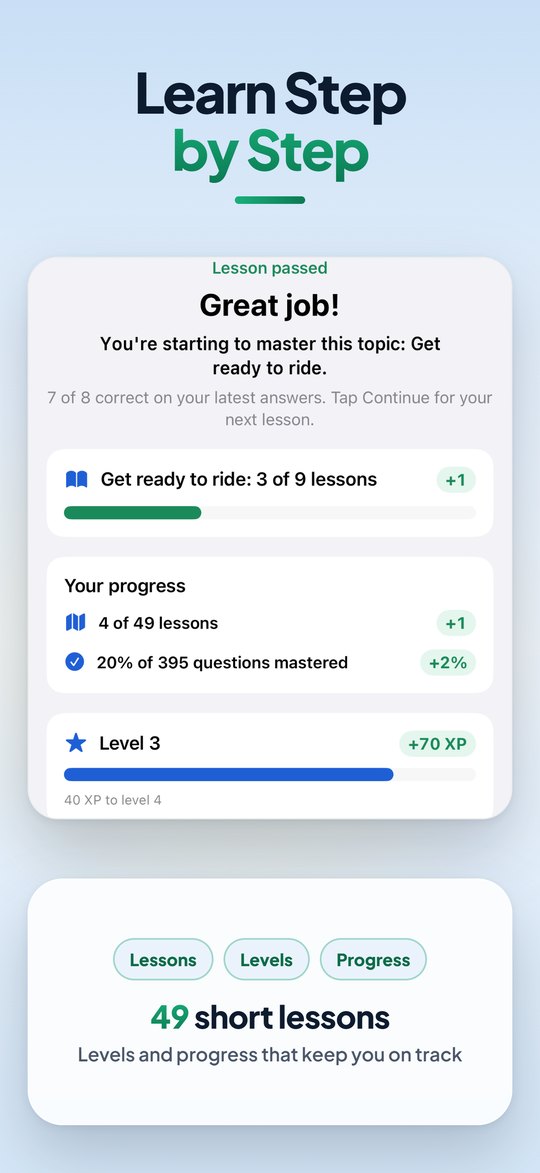 Learn Step
by Step
Lesson passed
Great job!
You're starting to master this topic: Get
ready to ride.
7 of 8 correct on your latest answers. Tap Continue for your
next lesson.
Get ready to ride: 3 of 9 lessons
+1
Your progress
4 of 49 lessons
+1
20% of 395 questions mastered
+2%
Level 3
+70 XP
40 XP to level 4
Lessons
Levels
Progress
49 short lessons
Levels and progress that keep you on track